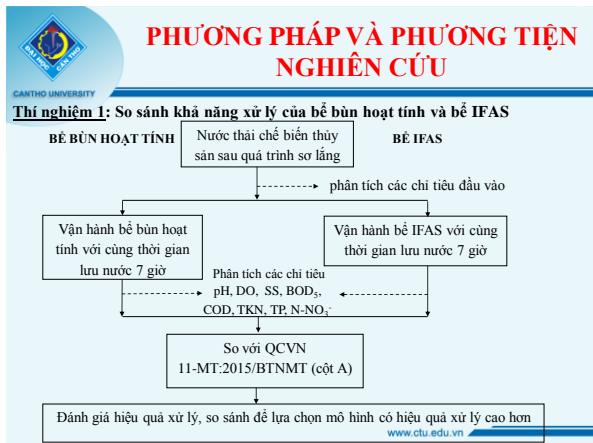 PHƯƠNG PHÁP VÀ PHƯƠNG TIỆN
NGHIÊN CỨU
ĐẠI HỌC CẦN THƠ
CANTHO UNIVERSITY
Thí nghiệm 1: So sánh khả năng xử lý của bể bùn hoạt tính và bể IFAS
BỂ BÙN HOẠT TÍNH
Nước thải chế biến thủy
sản sau quá trình sơ lắng
BỂ IFAS
phân tích các chỉ tiêu đầu vào
Vận hành bể bùn hoạt
tính với cùng thời gian
lưu nước 7 giờ
Vận hành bể IFAS với cùng
thời gian lưu nước 7 giờ
Phân tích các chỉ tiêu
pH, DO, SS, BOD₅,
COD, TKN, TP, N-NO₃⁻
So với QCVN
11-MT:2015/BTNMT (cột A)
Đánh giá hiệu quả xử lý, so sánh để lựa chọn mô hình có hiệu quả xử lý cao hơn
www.ctu.edu.vn